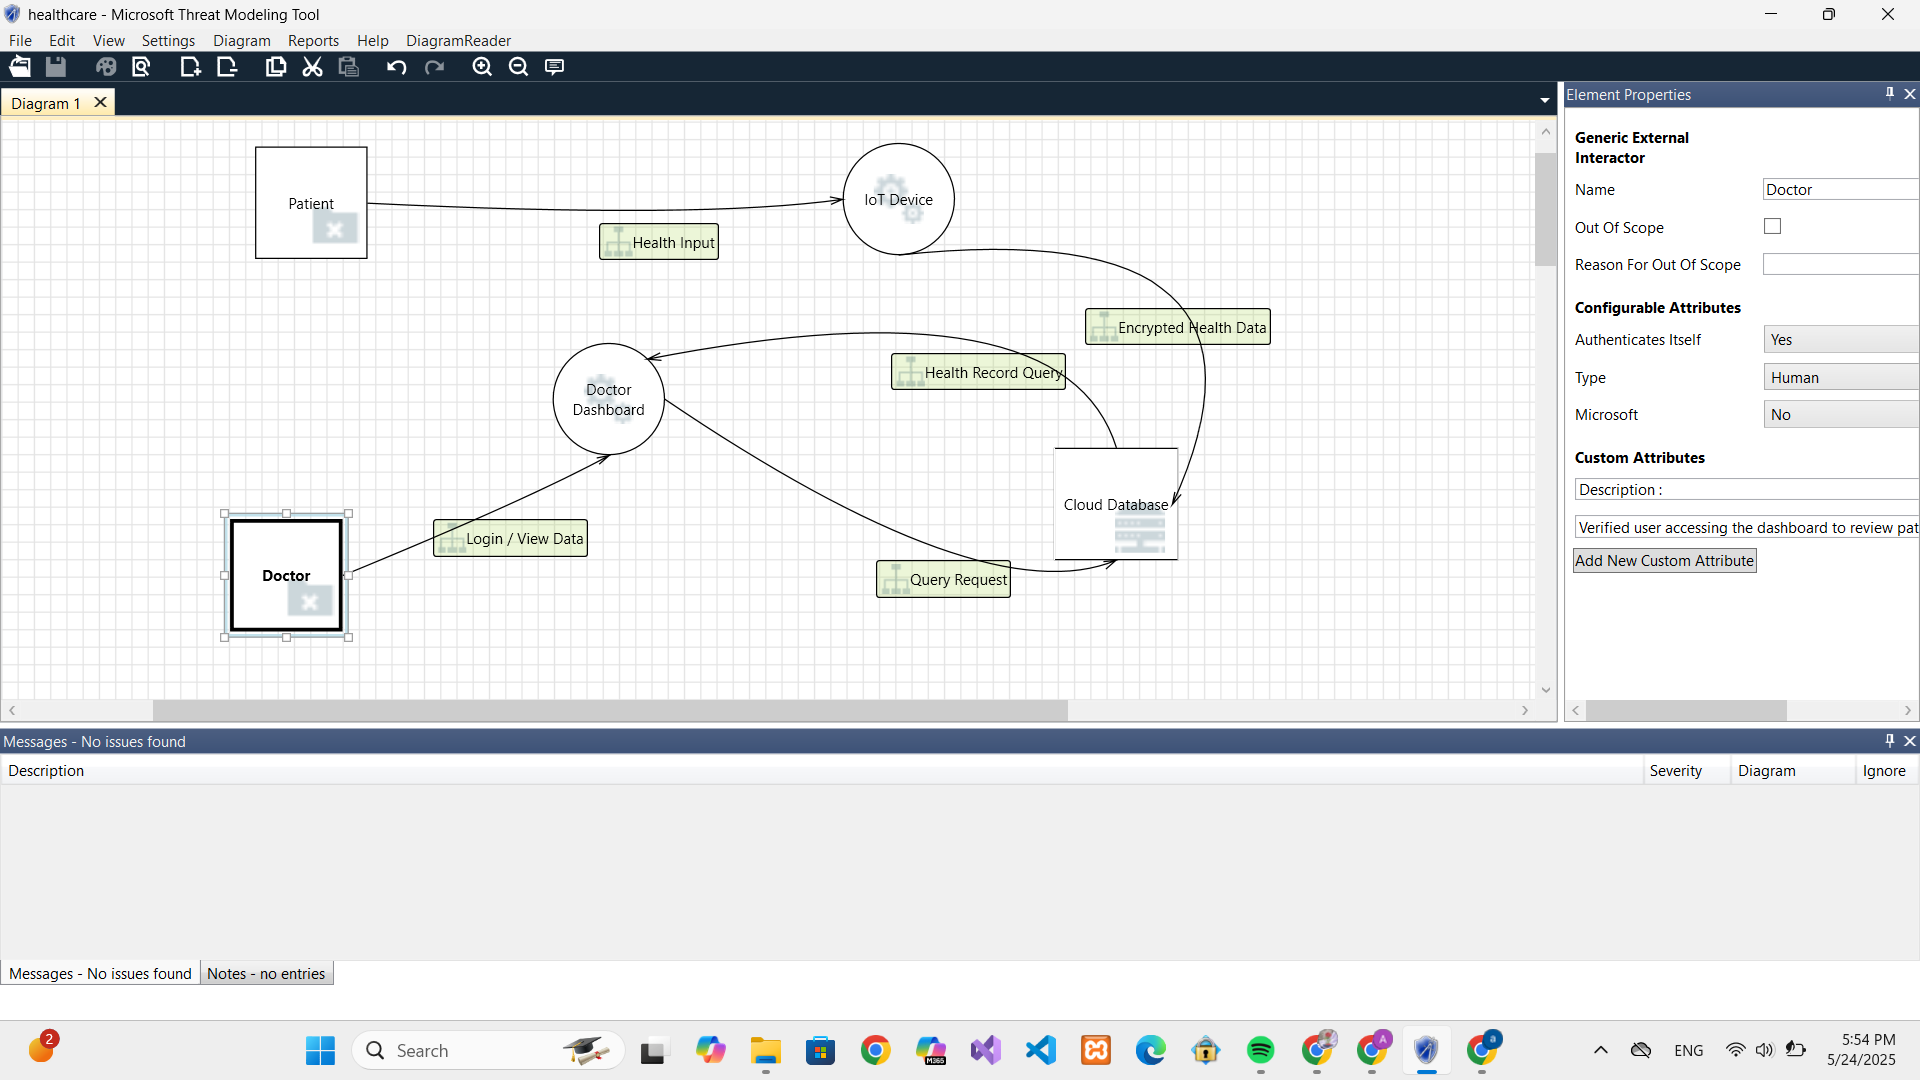 healthcare - Microsoft Threat Modeling Tool
File Edit View Settings Diagram Reports Help DiagramReader
Diagram 1
Patient
IoT Device
Health Input
Encrypted Health Data
Health Record Query
Doctor
Dashboard
Cloud Database
Login / View Data
Doctor
Query Request
Element Properties
Generic External
Interactor
Name Doctor
Out Of Scope
Reason For Out Of Scope
Configurable Attributes
Authenticates Itself Yes
Type Human
Microsoft No
Custom Attributes
Description :
Verified user accessing the dashboard to review pat
Add New Custom Attribute
Messages - No issues found
Description Severity Diagram Ignore
Messages - No issues found Notes - no entries
2
Search
M365
A
a
ENG
5:54 PM
5/24/2025